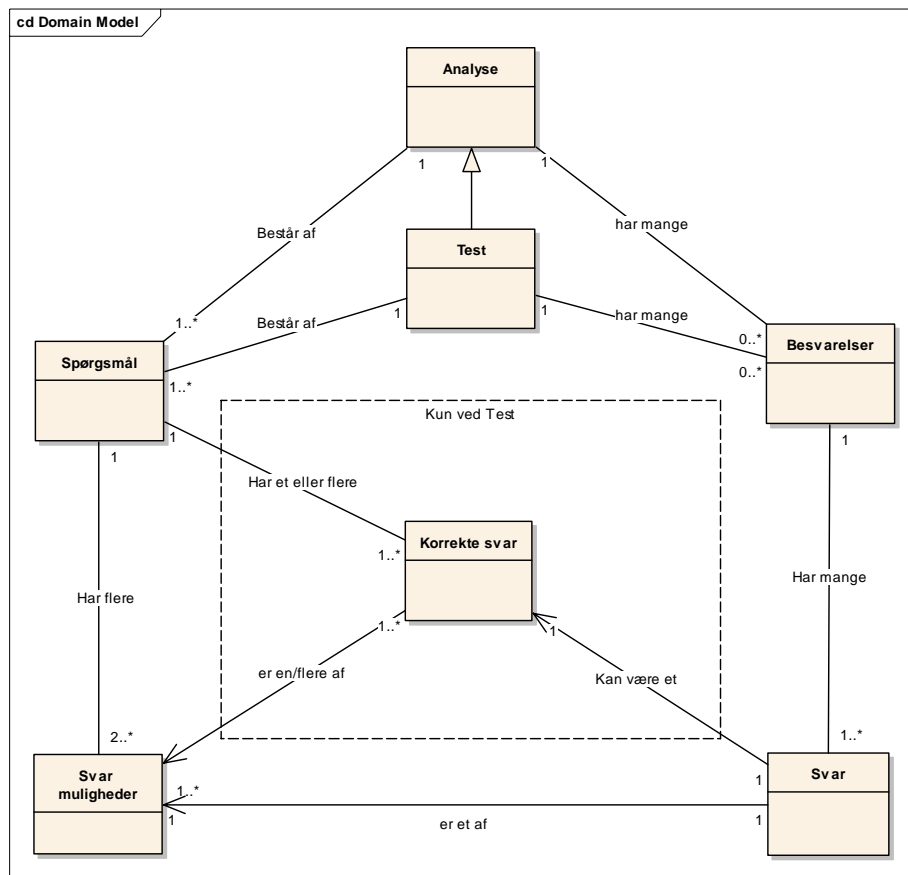 cd Domain Model
Analyse
1
1
Består af
har mange
Test
1
1
Består af
har mange
1..*
1..*
0..*
0..*
Spørgsmål
Besvarelser
Kun ved Test
1
1
1
Har et eller flere
Korrekte svar
1..*
1..*
1
Har flere
Har mange
er en/flere af
Kan være et
2..*
1..*
Svar
muligheder
Svar
1..*
1
1
1
er et af